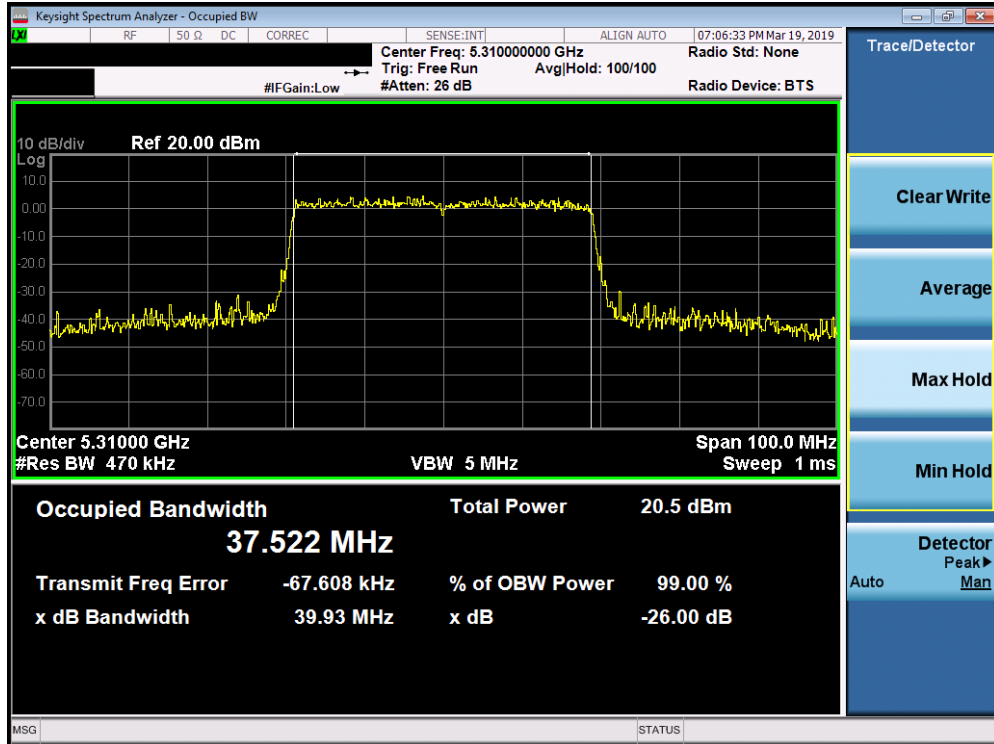 Keysight Spectrum Analyzer - Occupied BW
LXI RF 50 Ω DC CORREC SENSE:INT ALIGN AUTO 07:06:33 PM Mar 19, 2019
Center Freq: 5.310000000 GHz Radio Std: None
Trig: Free Run Avg|Hold: 100/100
#IFGain:Low #Atten: 26 dB Radio Device: BTS
10 dB/div Ref 20.00 dBm
Log
10.0
0.00
-10.0
-20.0
-30.0
-40.0
-50.0
-60.0
-70.0
Center 5.31000 GHz Span 100.0 MHz
#Res BW 470 kHz VBW 5 MHz Sweep 1 ms
Occupied Bandwidth Total Power 20.5 dBm
37.522 MHz
Transmit Freq Error -67.608 kHz % of OBW Power 99.00 %
x dB Bandwidth 39.93 MHz x dB -26.00 dB
MSG STATUS
Trace/Detector
Clear Write
Average
Max Hold
Min Hold
Detector
Peak▶
Auto Man